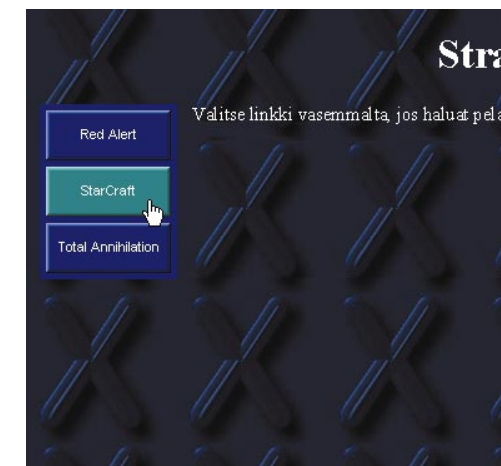 Stra
Valitse linkki vasemmalta, jos haluat pela
Red Alert
StarCraft
Total Annihilation